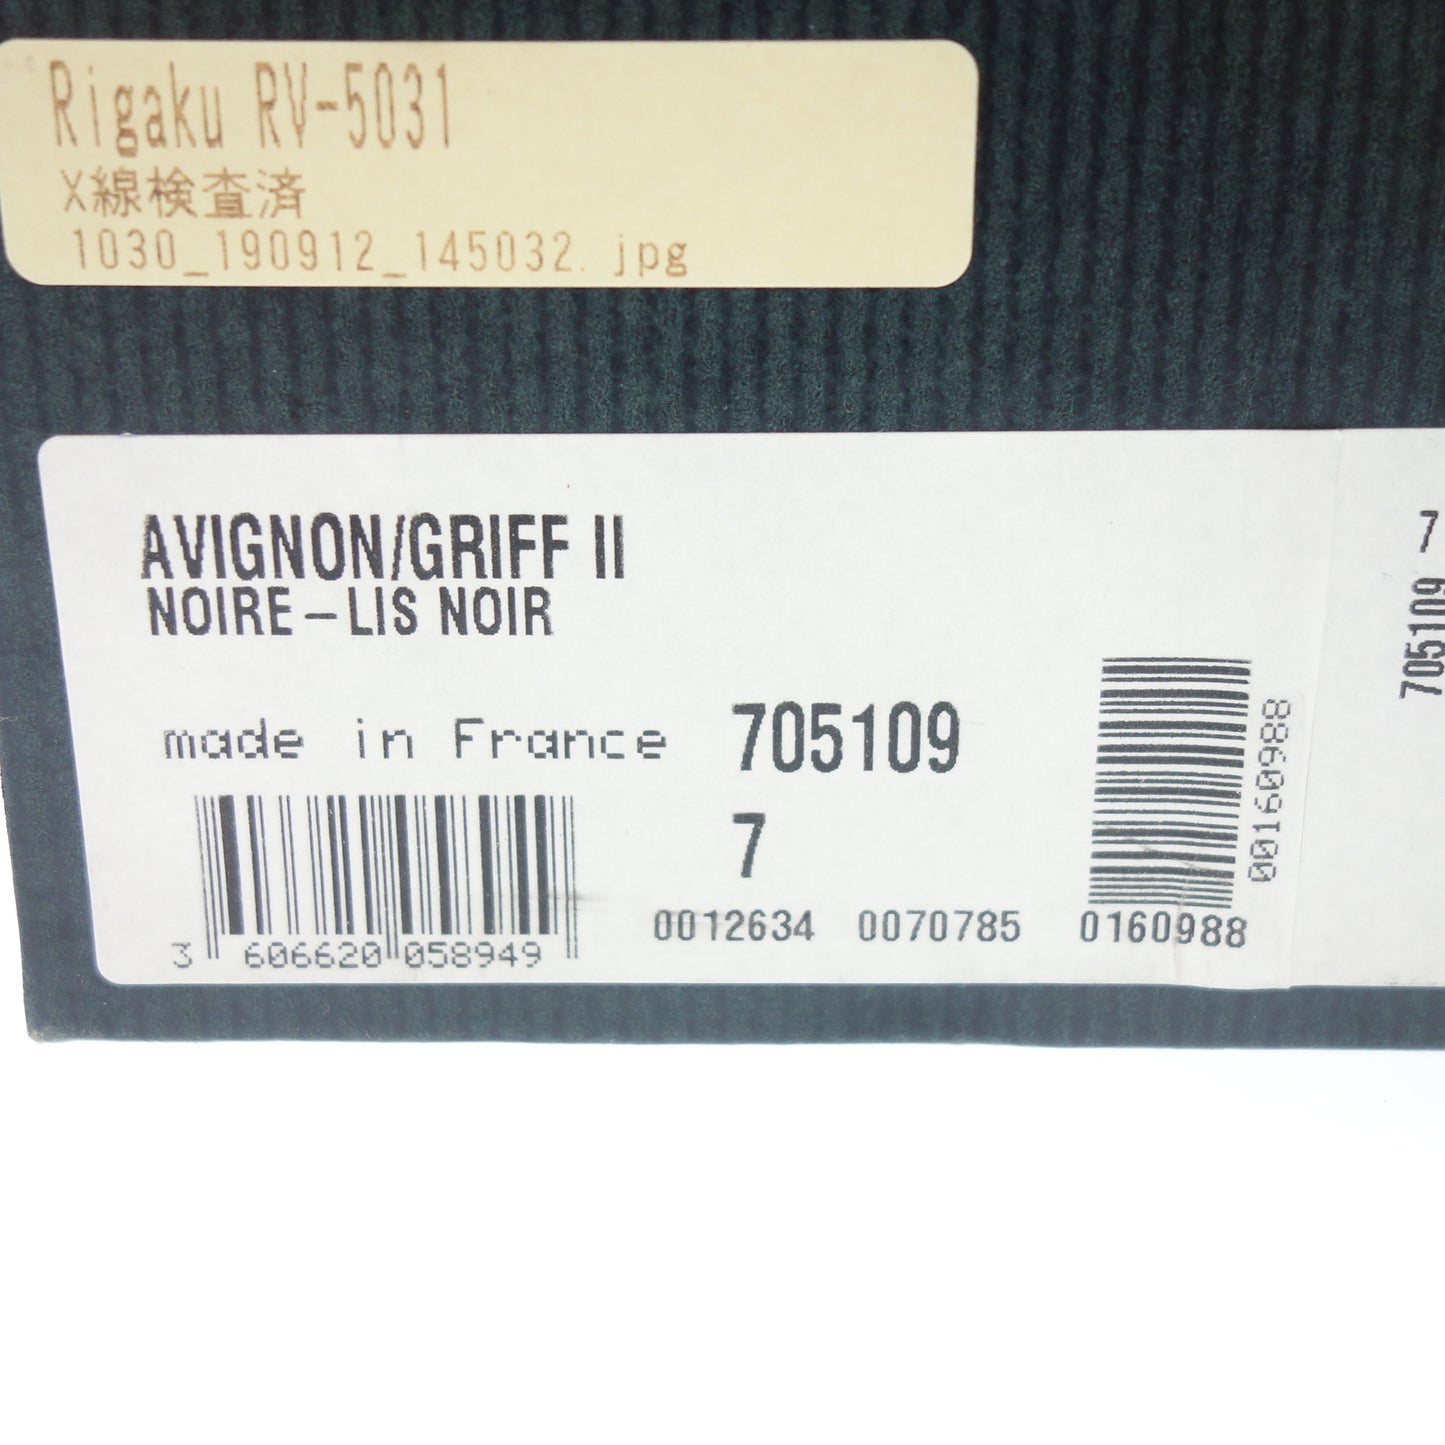 Rigaku RV-5031
X線検査済
1030_190912_145032.jpg
AVIGNON/GRIFF II
NOIRE-LIS NOIR
made in France 705109
7
3 606620 058949
0012634 0070785 0160988
00160988
7
705109